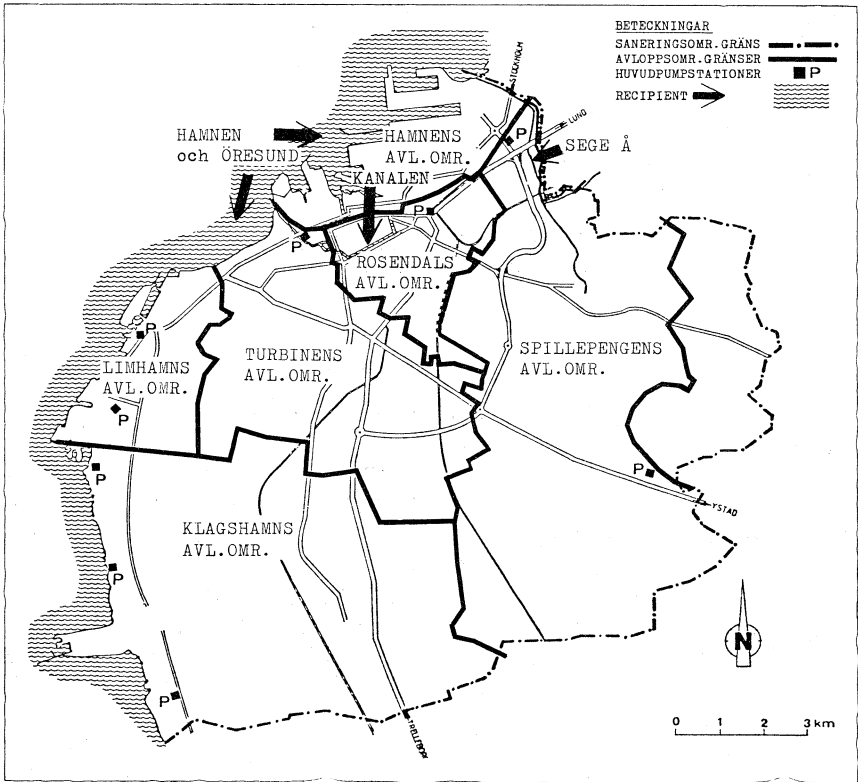 BETECKNINGAR
SANERINGSOMR.GRÄNS
AVLOPPSOMR.GRÄNSER
HUVUDPUMPSTATIONER P
RECIPIENT
STOCKHOLM
LUND
HAMNEN
och ÖRESUND
HAMNENS
AVL.OMR.
P
SEGE Å
KANALEN
P
P
ROSENDALS
AVL.OMR.
P
LIMHAMNS
AVL.OMR.
TURBINENS
AVL.OMR.
SPILLEPENGENS
AVL.OMR.
P
P
P
YSTAD
KLAGSHAMNS
AVL.OMR.
P
N
P
TRELLEBORG
0 1 2 3 km